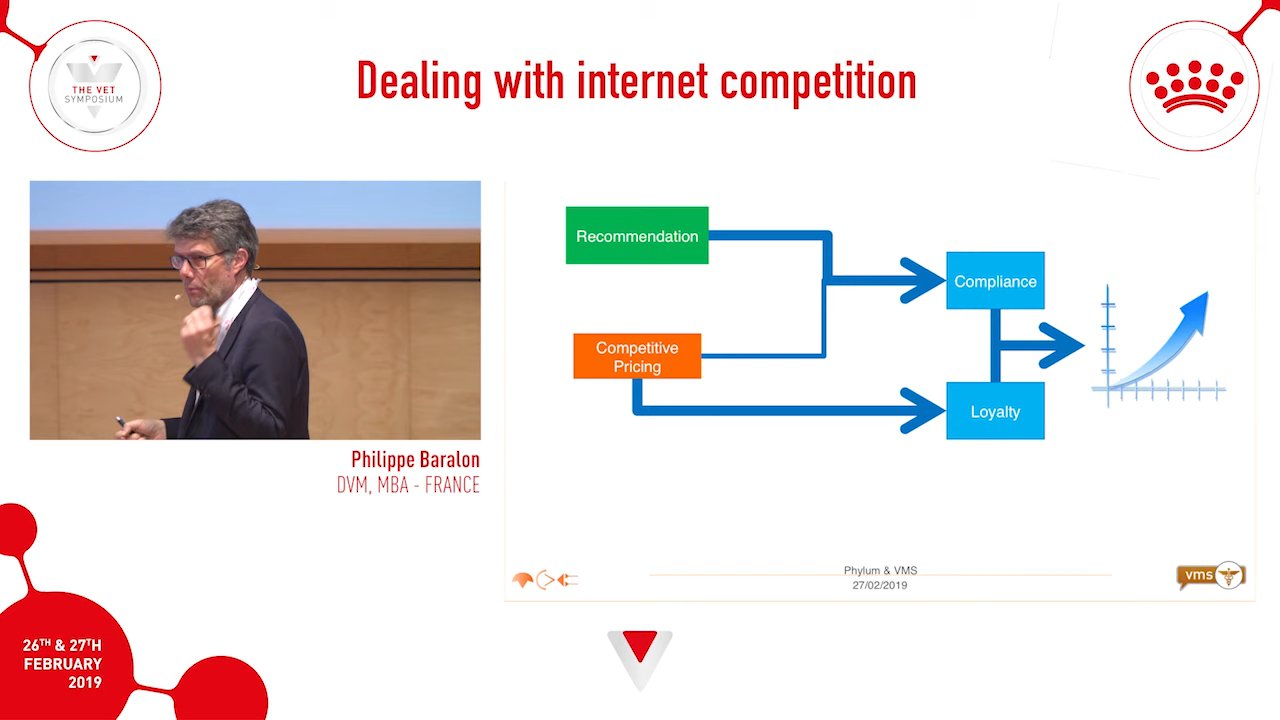 THE VET
SYMPOSIUM
Dealing with internet competition
Recommendation
Competitive
Pricing
Compliance
Loyalty
Philippe Baralon
DVM, MBA - FRANCE
Phylum & VMS
27/02/2019
vms
26TH & 27TH
FEBRUARY
2019